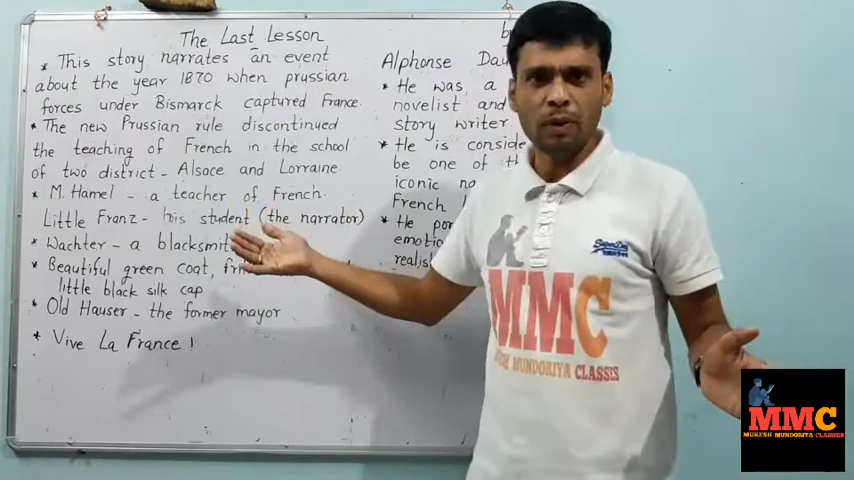 The Last Lesson
* This story narrates an event
about the year 1870 when prussian
forces under Bismarck captured France.
* The new Prussian rule discontinued
the teaching of French in the school
of two district - Alsace and Lorraine.
* M. Hamel - a teacher of French.
Little Franz - his student (the narrator)
* Wachter - a
* Beautiful green coat,
little black silk cap
* Old Hauser - the former mayor
* Vive La France !
Alphonse
* He was a
novelist and
story writer.
* He is consider
be one of
iconic
French
* He
Superdry
MMC
MUKESH MUNDORIYA CLASSES
MMC
MUKESH MUNDORIYA CLASSES